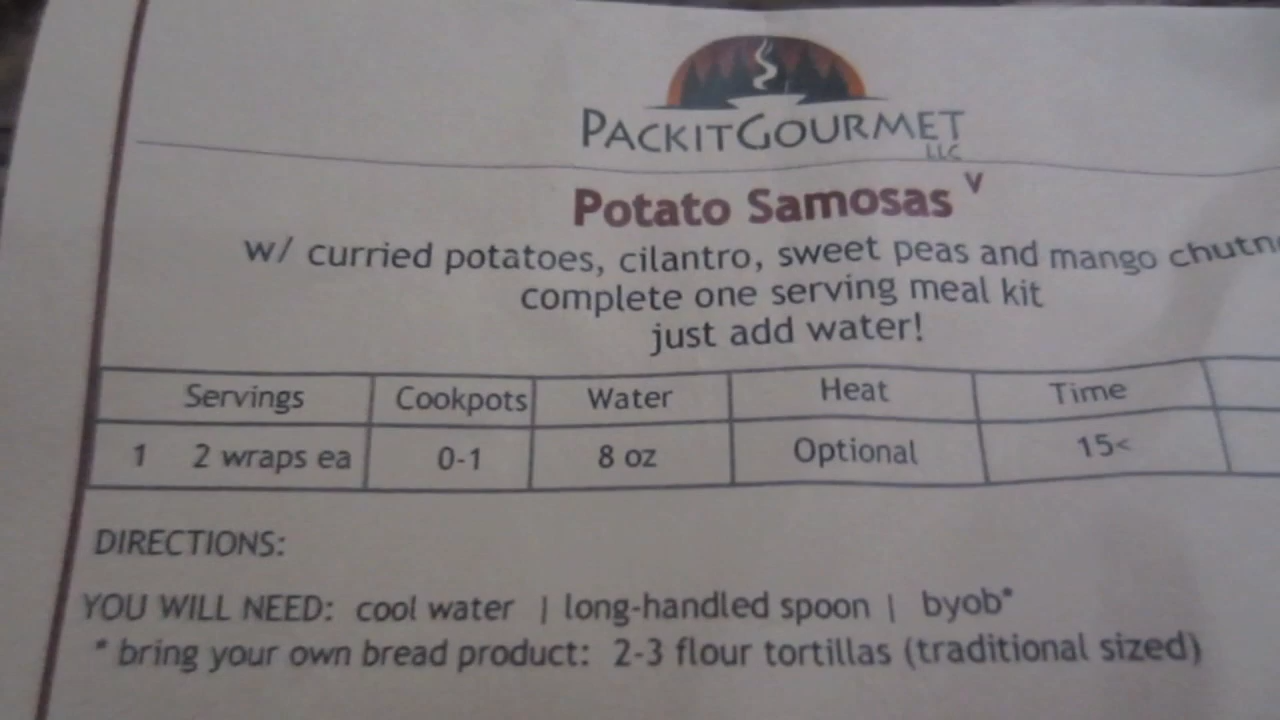 PACKITGOURMET
LLC
Potato Samosas V
w/ curried potatoes, cilantro, sweet peas and mango chutn
complete one serving meal kit
just add water!
Servings Cookpots Water Heat Time
1 2 wraps ea 0-1 8 oz Optional 15<
DIRECTIONS:
YOU WILL NEED: cool water | long-handled spoon | byob*
* bring your own bread product: 2-3 flour tortillas (traditional sized)